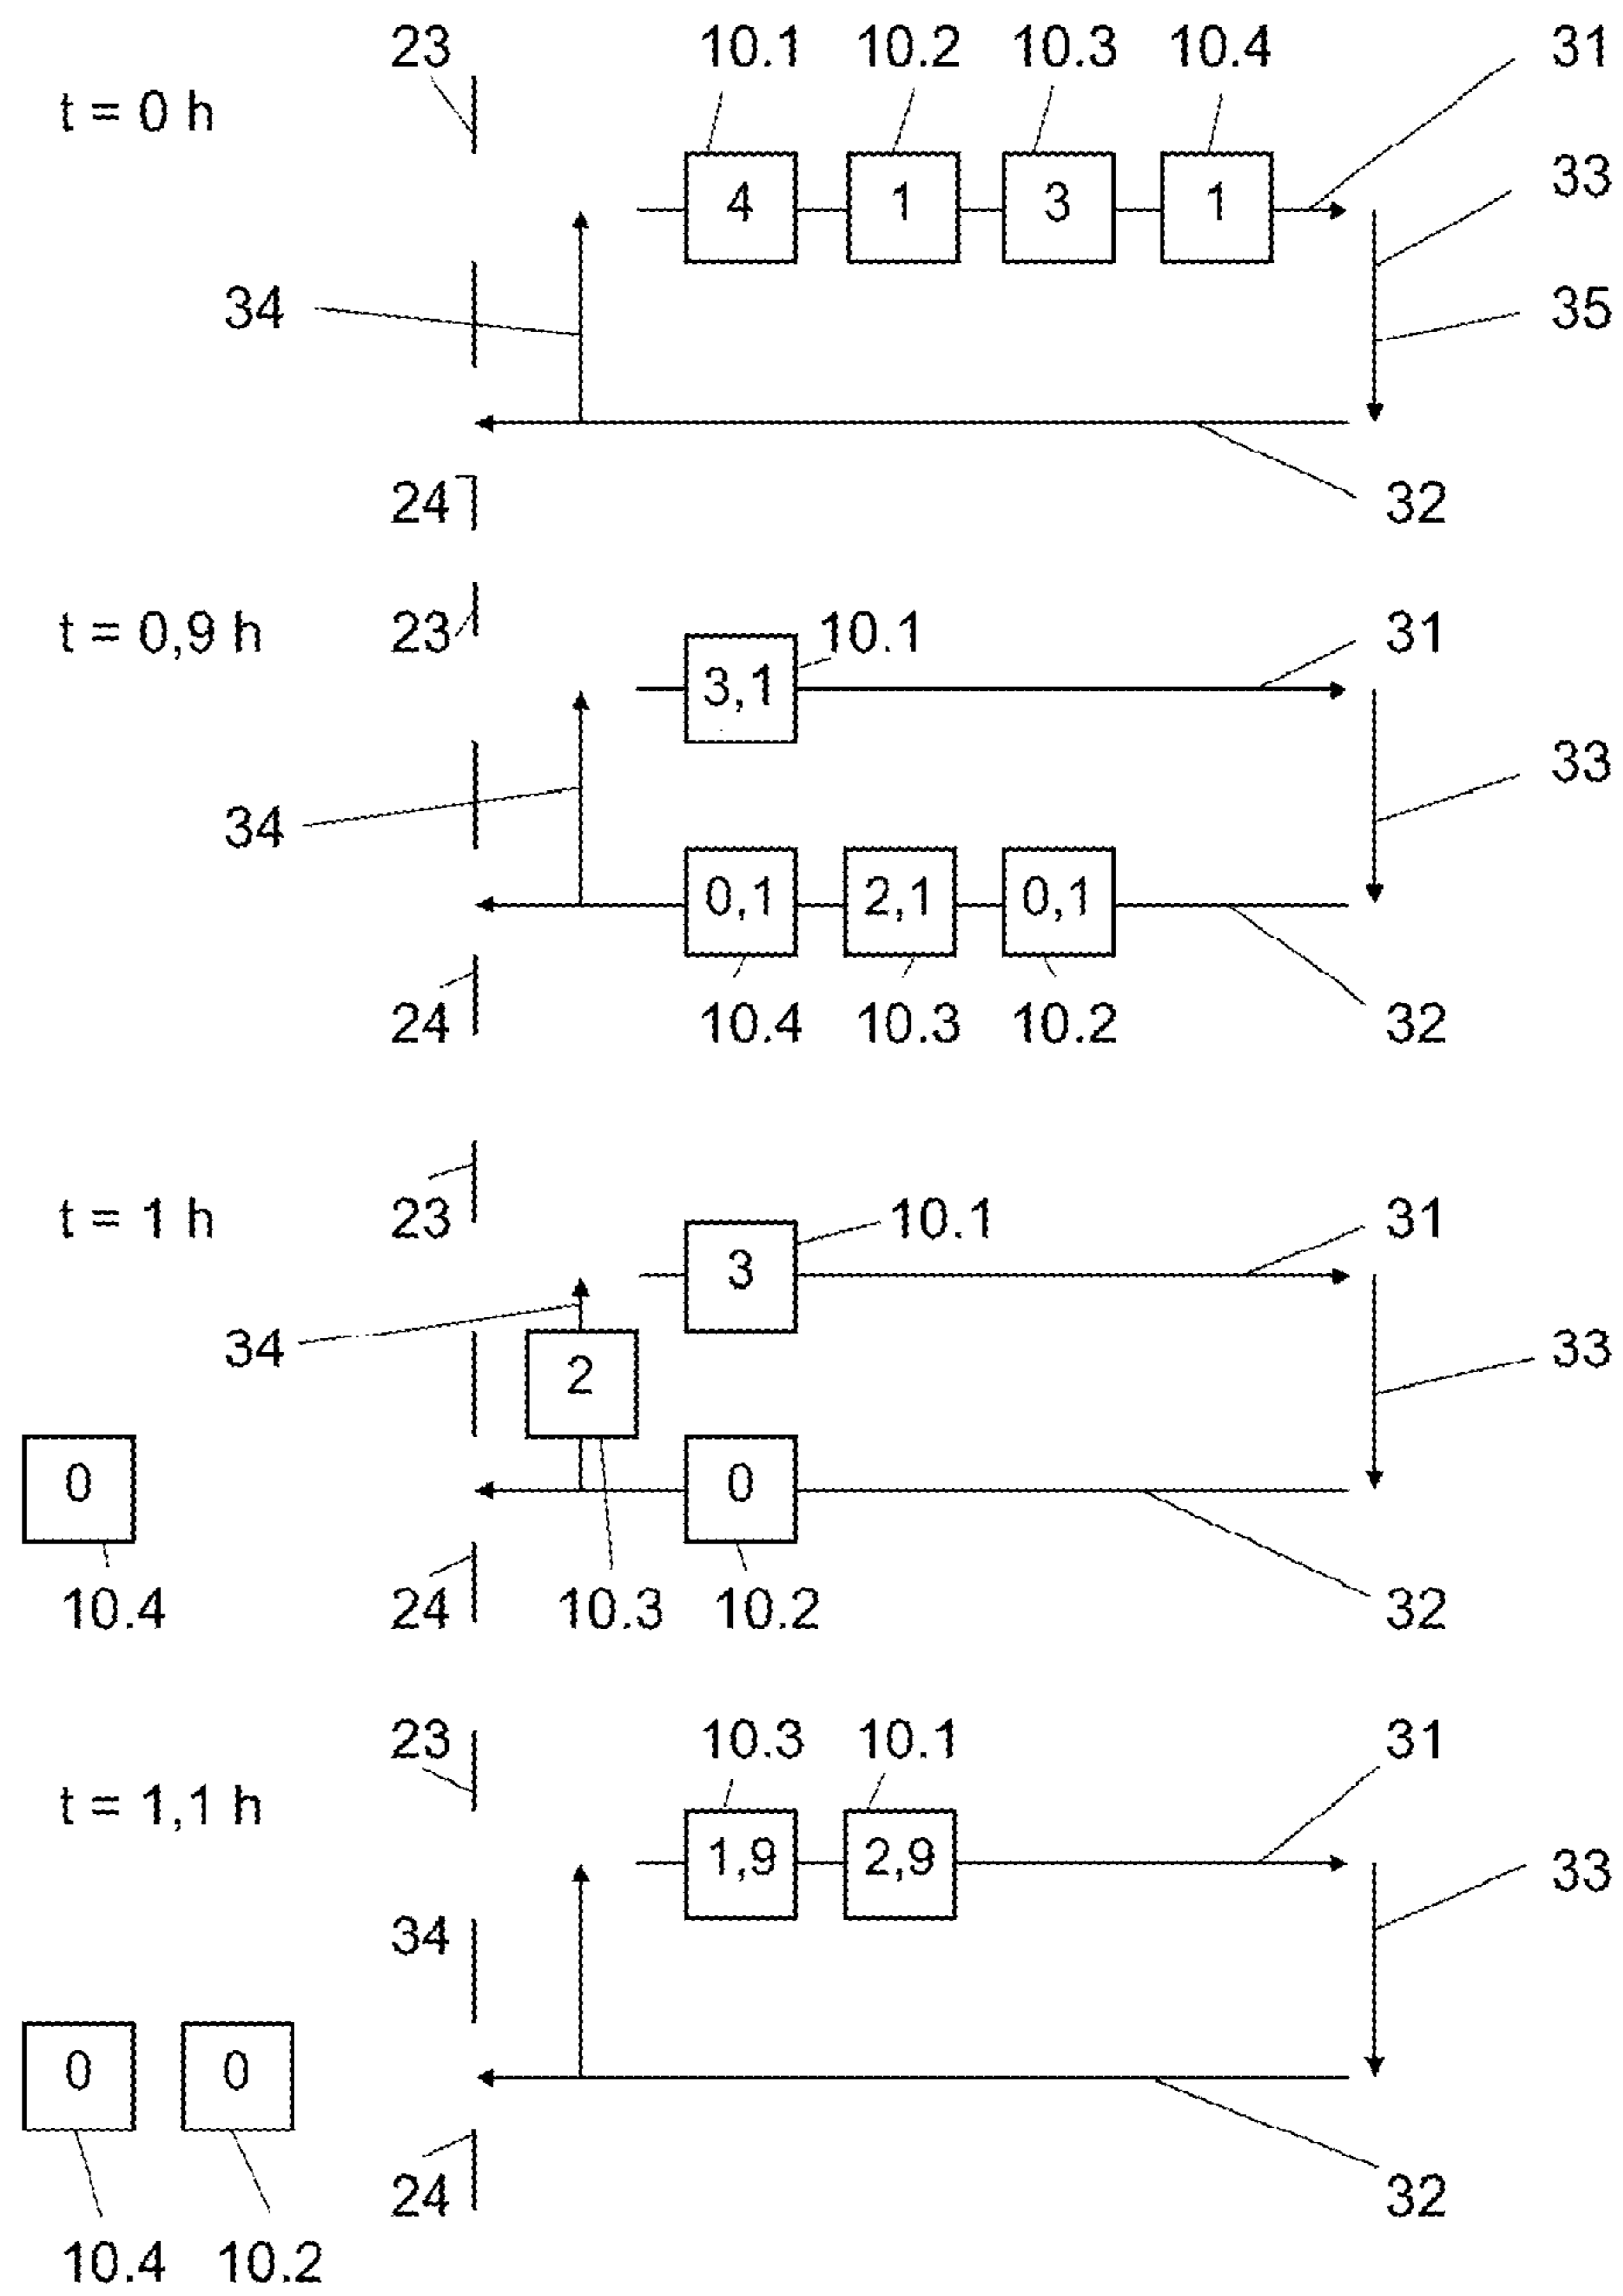 23 10.1 10.2 10.3 10.4 31
t = 0 h
4 1 3 1 33
34 35
24 32
t = 0,9 h 23 10.1 31
3,1
34 33
0,1 2,1 0,1
24 10.4 10.3 10.2 32
t = 1 h 23 10.1 31
3
34 2 33
0 0
10.4 24 10.3 10.2 32
23 10.3 10.1 31
t = 1,1 h
1,9 2,9 33
34
0 0
24 32
10.4 10.2